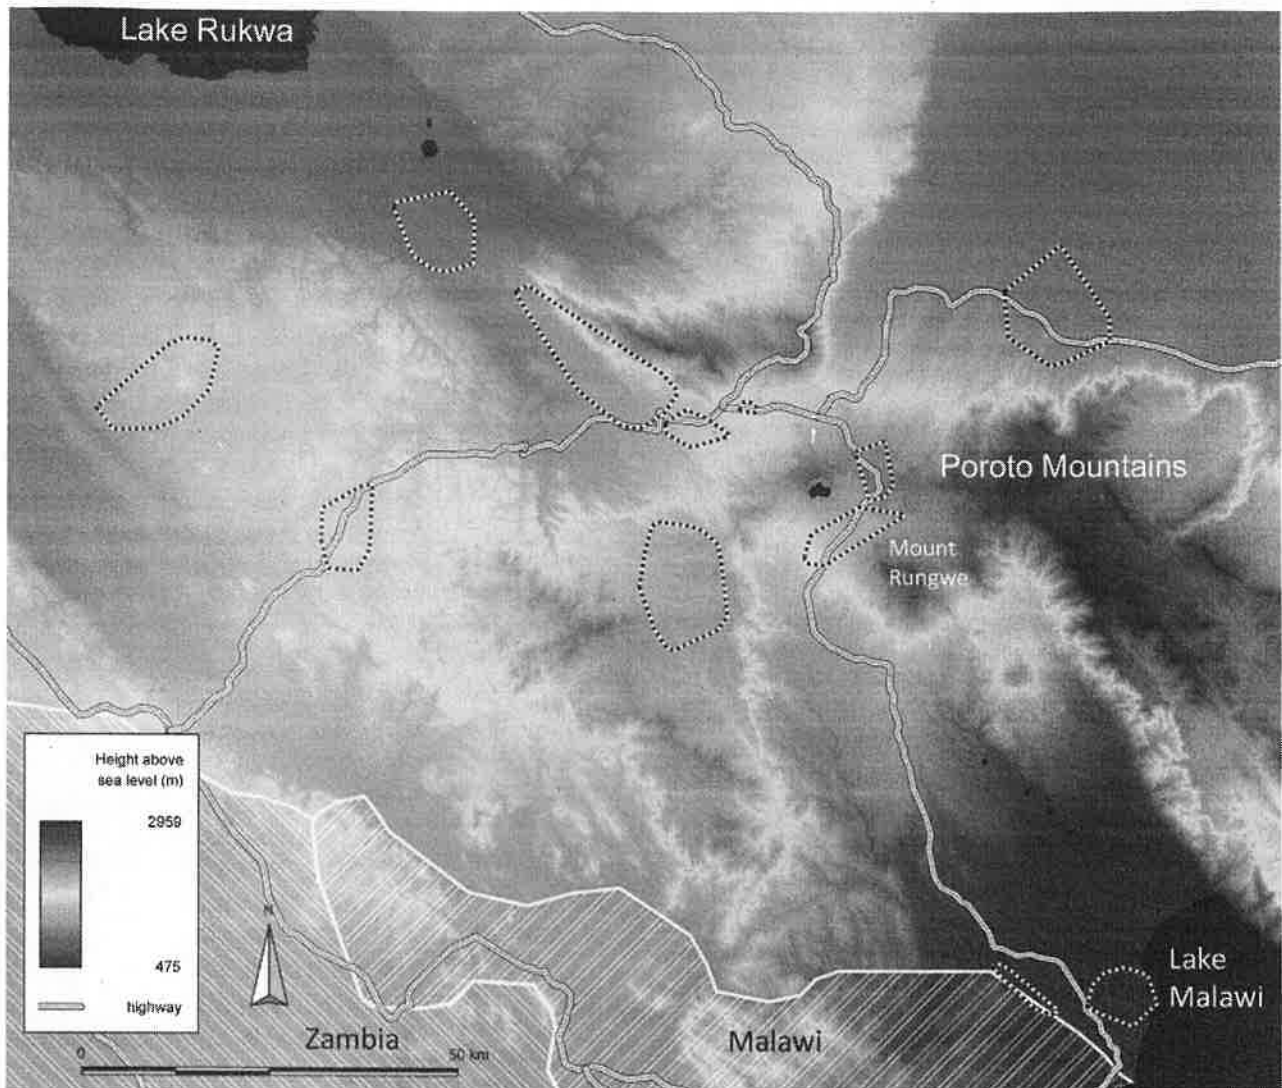 Lake Rukwa
Poroto Mountains
Mount
Rungwe
Height above
sea level (m)
2959
475
highway
N
Lake
Malawi
Zambia
Malawi
0
50 km